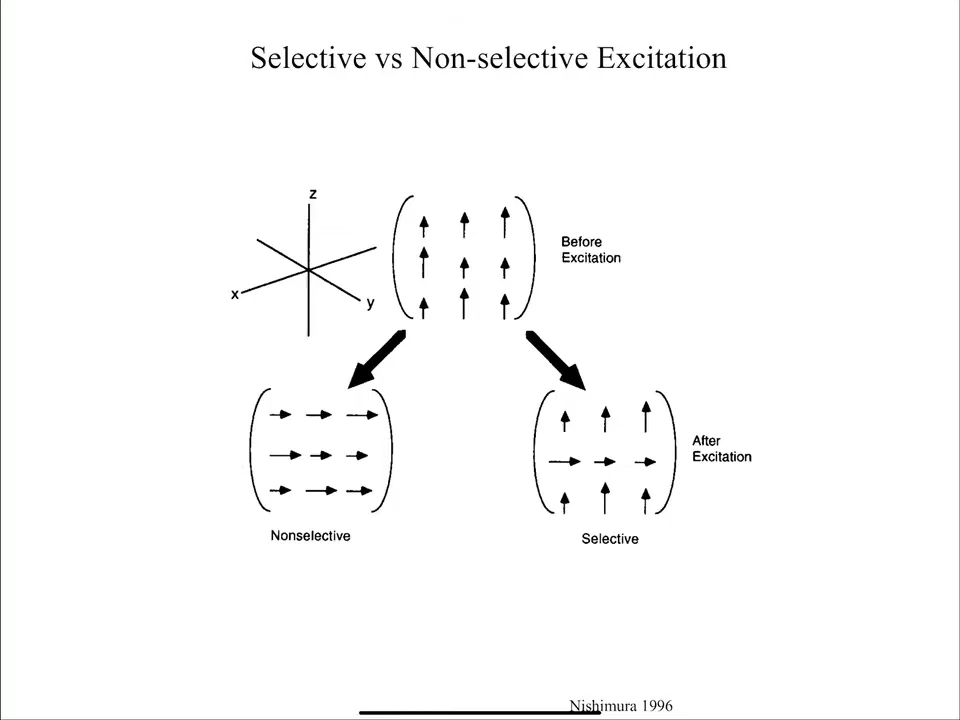 Selective vs Non-selective Excitation
z
x
y
Before
Excitation
After
Excitation
Nonselective
Selective
Nishimura 1996